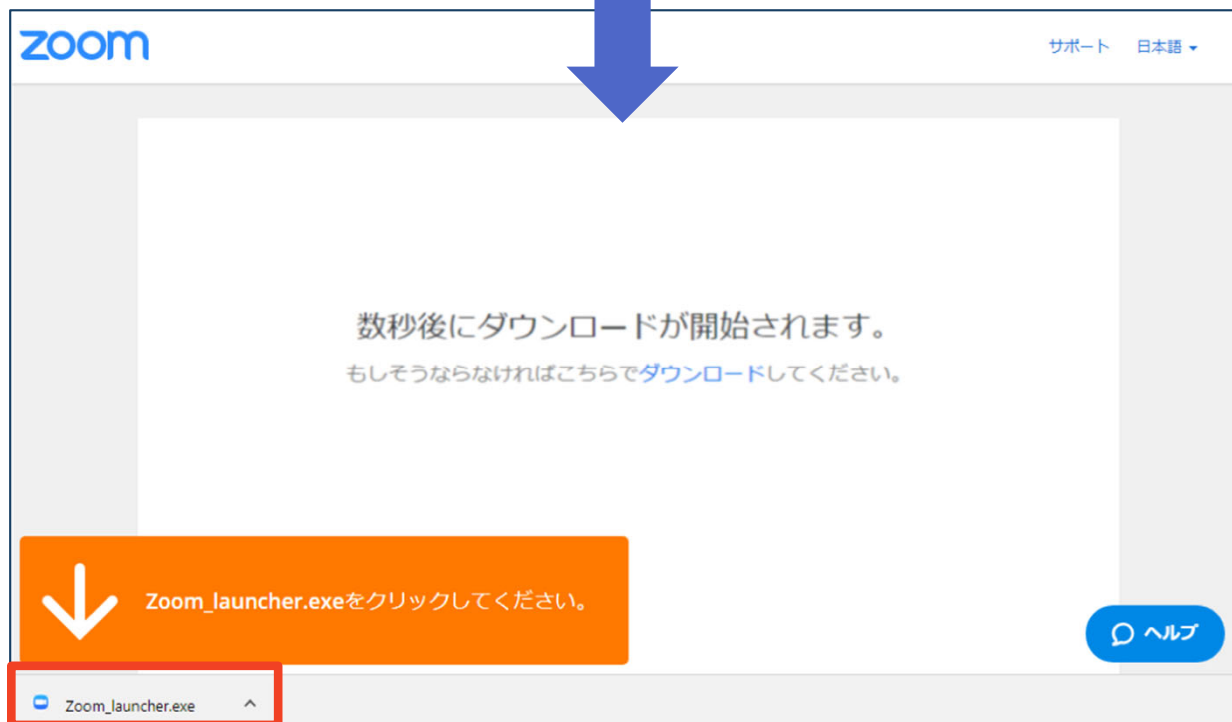 zoom
サポート 日本語
数秒後にダウンロードが開始されます。
もしそうならなければこちらでダウンロードしてください。
Zoom_launcher.exeをクリックしてください。
ヘルプ
Zoom_launcher.exe